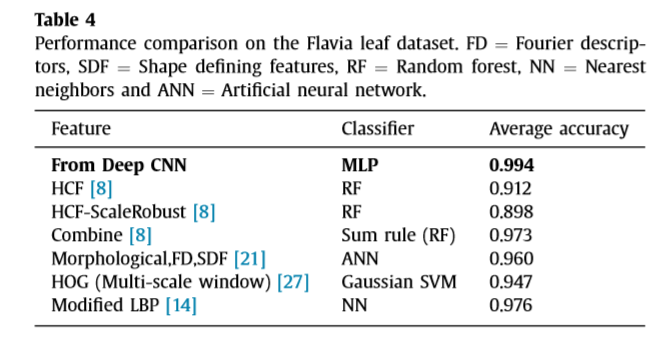 Table 4
Performance comparison on the Flavia leaf dataset. FD = Fourier descrip-
tors, SDF = Shape defining features, RF = Random forest, NN = Nearest
neighbors and ANN = Artificial neural network.
Feature Classifier Average accuracy
From Deep CNN MLP 0.994
HCF [8] RF 0.912
HCF-ScaleRobust [8] RF 0.898
Combine [8] Sum rule (RF) 0.973
Morphological,FD,SDF [21] ANN 0.960
HOG (Multi-scale window) [27] Gaussian SVM 0.947
Modified LBP [14] NN 0.976